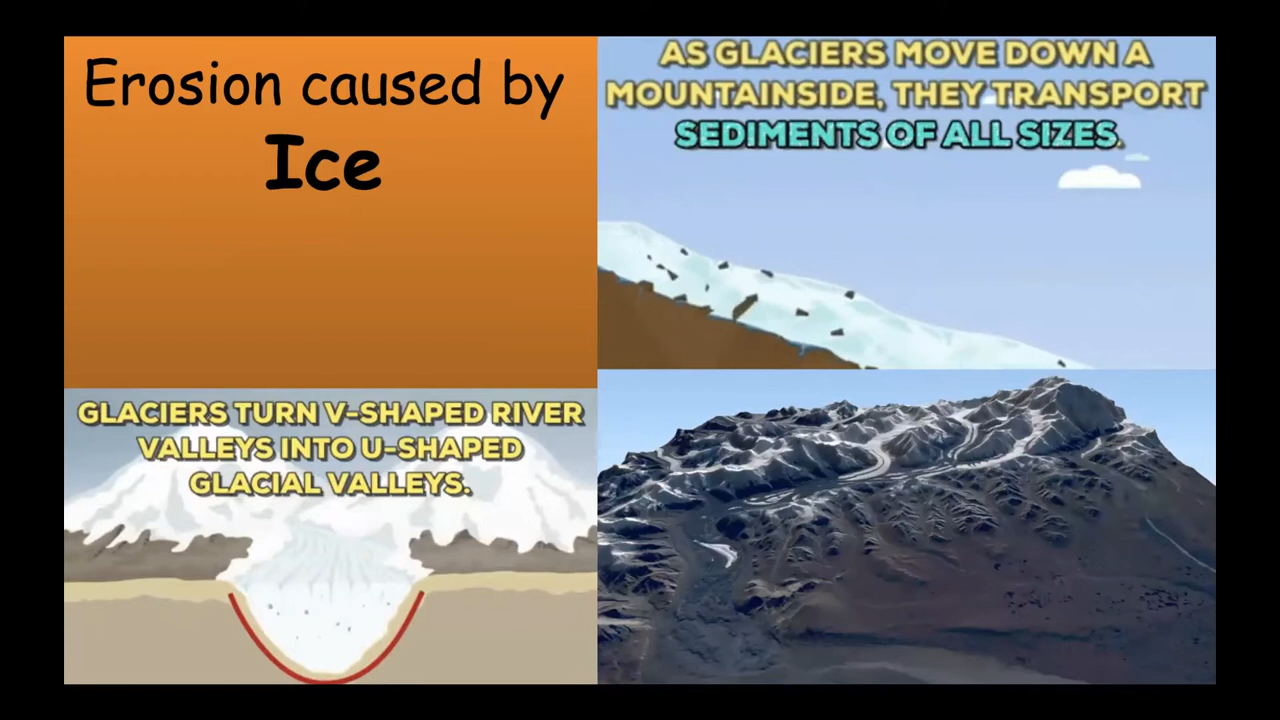 Erosion caused by
Ice
AS GLACIERS MOVE DOWN A
MOUNTAINSIDE, THEY TRANSPORT
SEDIMENTS OF ALL SIZES.
GLACIERS TURN V-SHAPED RIVER
VALLEYS INTO U-SHAPED
GLACIAL VALLEYS.